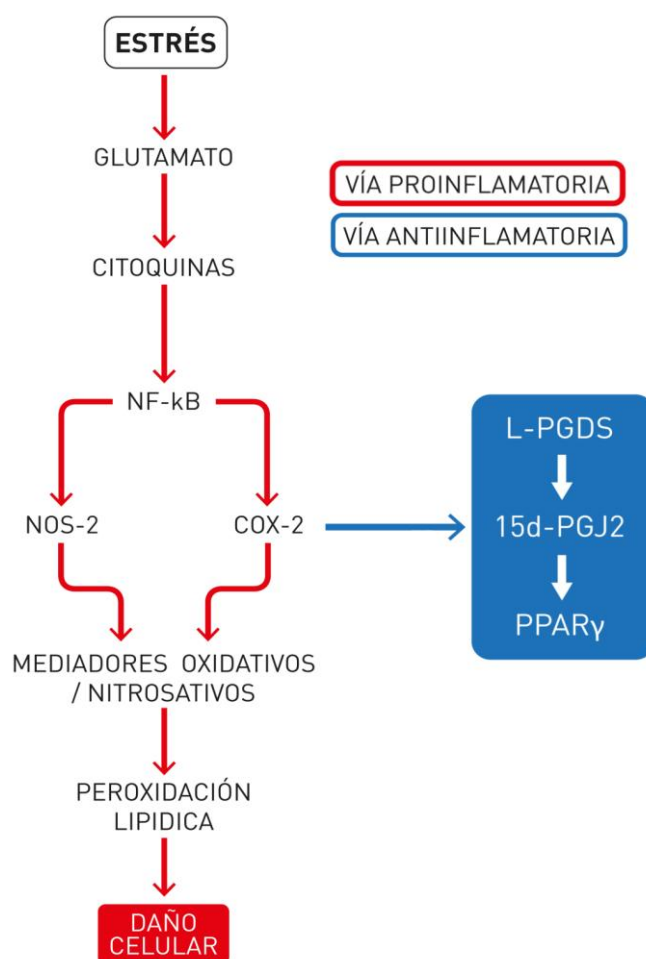 ESTRÉS
GLUTAMATO
VÍA PROINFLAMATORIA
VÍA ANTIINFLAMATORIA
CITOQUINAS
NF-kB
L-PGDS
NOS-2
COX-2
15d-PGJ2
PPARγ
MEDIADORES OXIDATIVOS
/ NITROSATIVOS
PEROXIDACIÓN
LIPIDICA
DAÑO
CELULAR